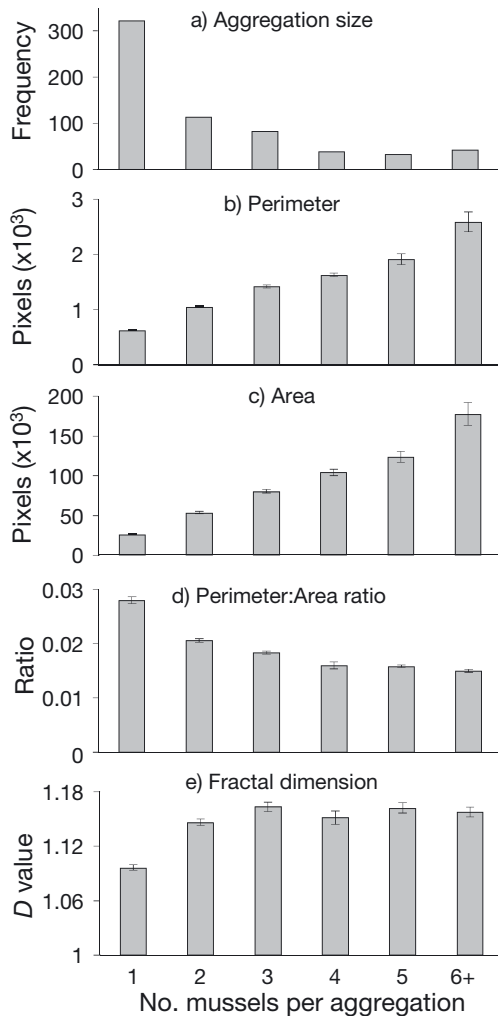 a) Aggregation size
Frequency
300
200
100
0
b) Perimeter
Pixels (x10³)
3
2
1
0
c) Area
Pixels (x10³)
200
150
100
50
0
d) Perimeter:Area ratio
Ratio
0.03
0.02
0.01
0
e) Fractal dimension
D value
1.18
1.12
1.06
1
1 2 3 4 5 6+
No. mussels per aggregation